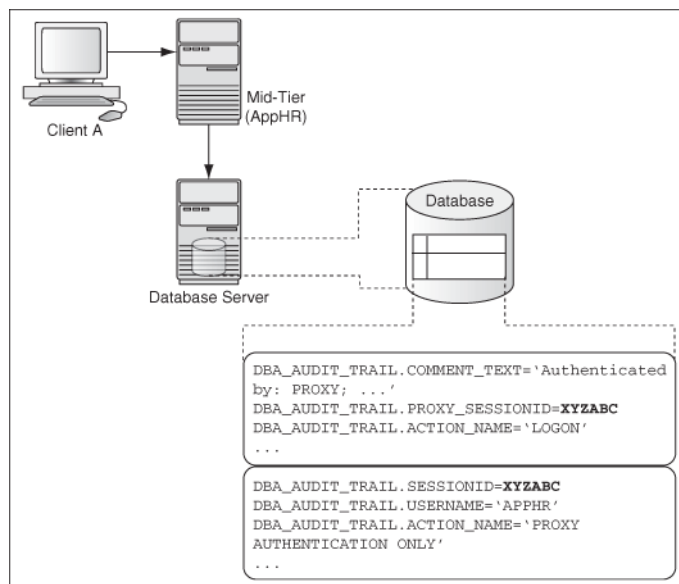 Mid-Tier
(AppHR)
Client A
Database
Database Server
DBA_AUDIT_TRAIL.COMMENT_TEXT=‘Authenticated
by: PROXY; ...’
DBA_AUDIT_TRAIL.PROXY_SESSIONID=XYZABC
DBA_AUDIT_TRAIL.ACTION_NAME=‘LOGON’
...
DBA_AUDIT_TRAIL.SESSIONID=XYZABC
DBA_AUDIT_TRAIL.USERNAME=‘APPHR’
DBA_AUDIT_TRAIL.ACTION_NAME=‘PROXY
AUTHENTICATION ONLY’
...